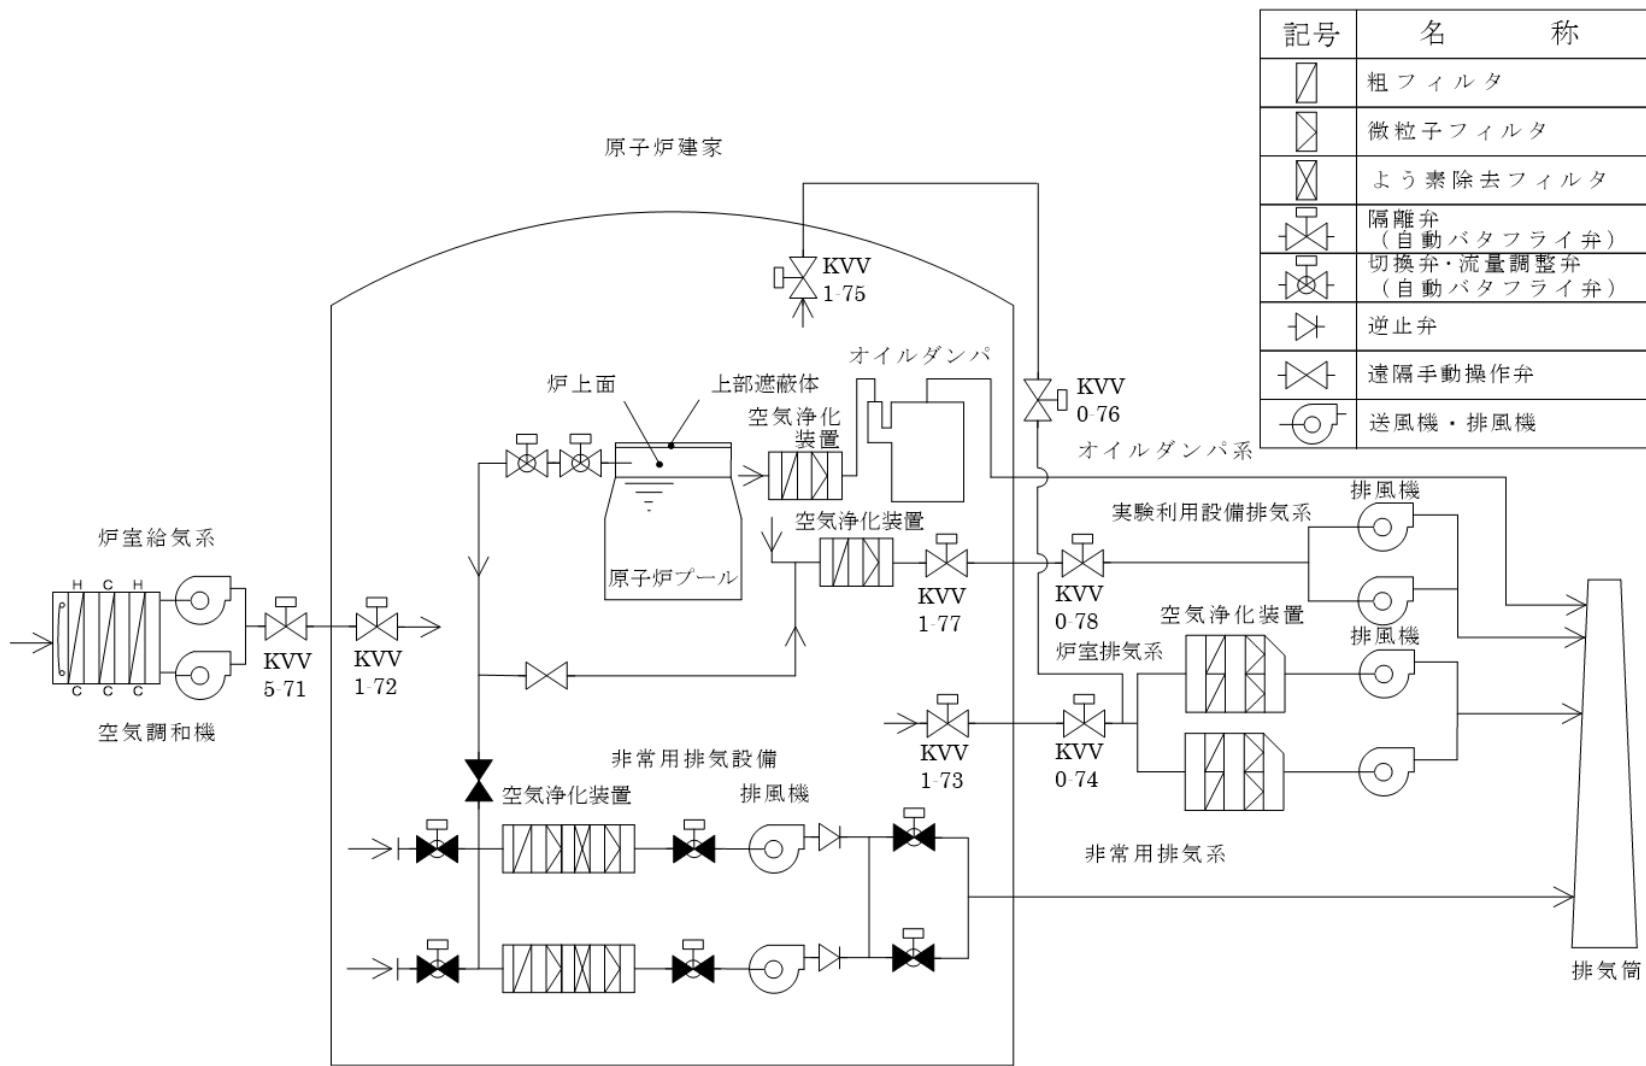 記号 名 称
粗フィルタ
微粒子フィルタ
よう素除去フィルタ
隔離弁
（自動バタフライ弁）
切換弁・流量調整弁
（自動バタフライ弁）
逆止弁
遠隔手動操作弁
送風機・排風機
原子炉建家
KVV
1-75
オイルダンパ
炉上面
上部遮蔽体
空気浄化
装置
KVV
0-76
オイルダンパ系
排風機
実験利用設備排気系
空気浄化装置
炉室給気系
H C H
C C C
原子炉プール
KVV
5-71
KVV
1-72
空気調和機
KVV
1-77
KVV
0-78
空気浄化装置
排風機
炉室排気系
KVV
1-73
KVV
0-74
非常用排気設備
空気浄化装置
排風機
非常用排気系
排気筒